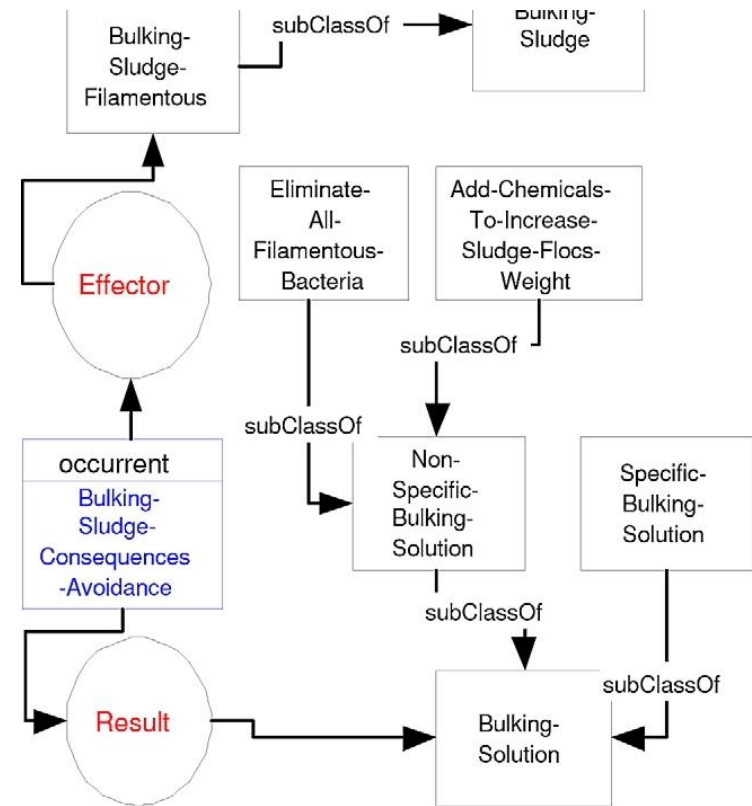 Bulking-
Sludge-
Filamentous
subClassOf
Bulking-
Sludge
Effector
Eliminate-
All-
Filamentous-
Bacteria
Add-Chemicals-
To-Increase-
Sludge-Flocs-
Weight
subClassOf
subClassOf
occurrent
Bulking-
Sludge-
Consequences
-Avoidance
Non-
Specific-
Bulking-
Solution
Specific-
Bulking-
Solution
subClassOf
subClassOf
Result
Bulking-
Solution